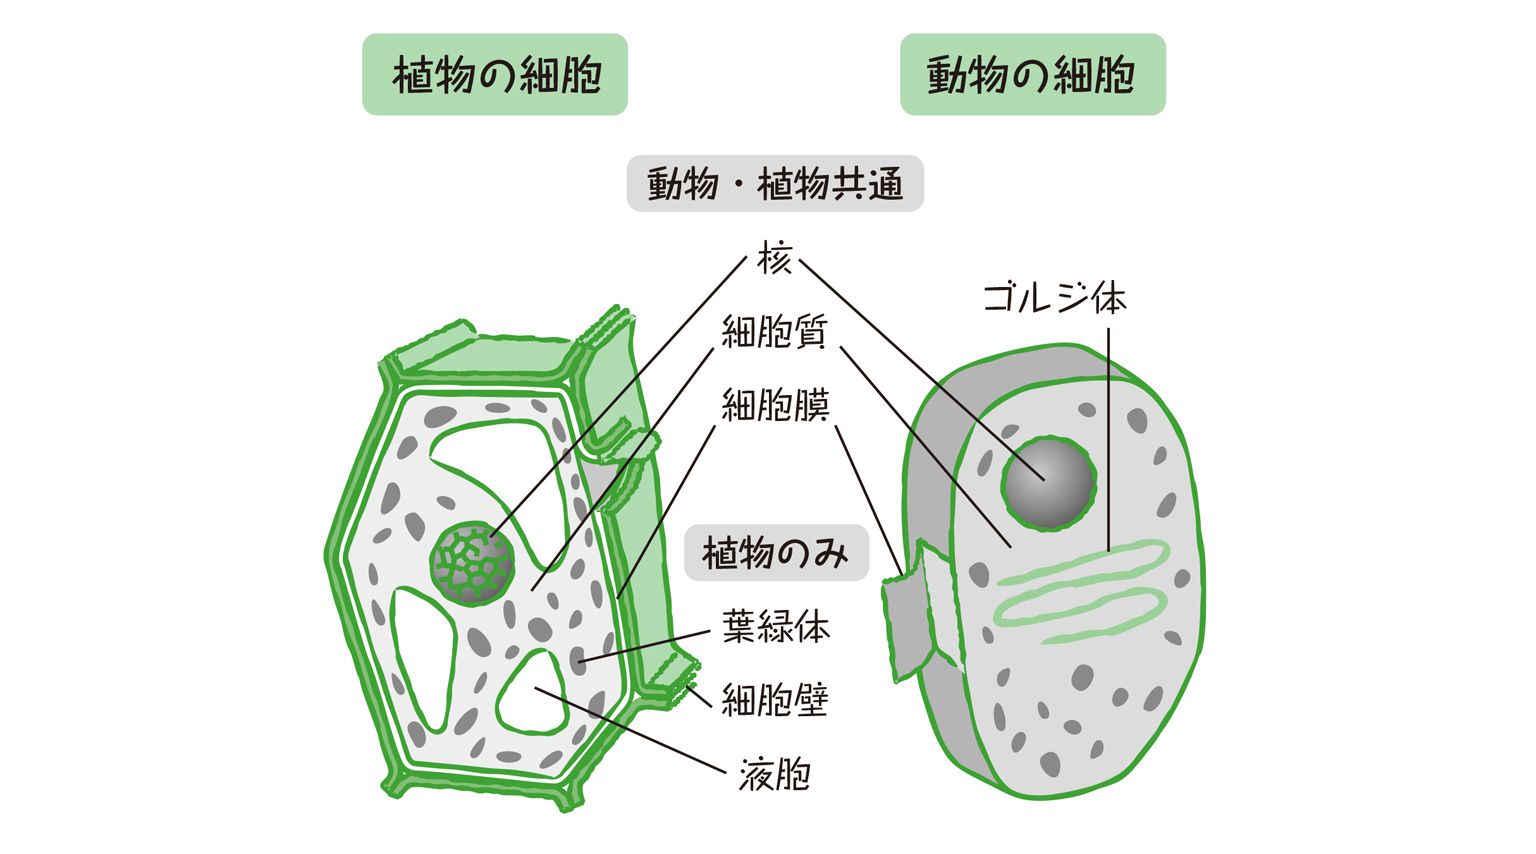 植物の細胞
動物の細胞
動物・植物共通
核
細胞質
細胞膜
ゴルジ体
植物のみ
葉緑体
細胞壁
液胞